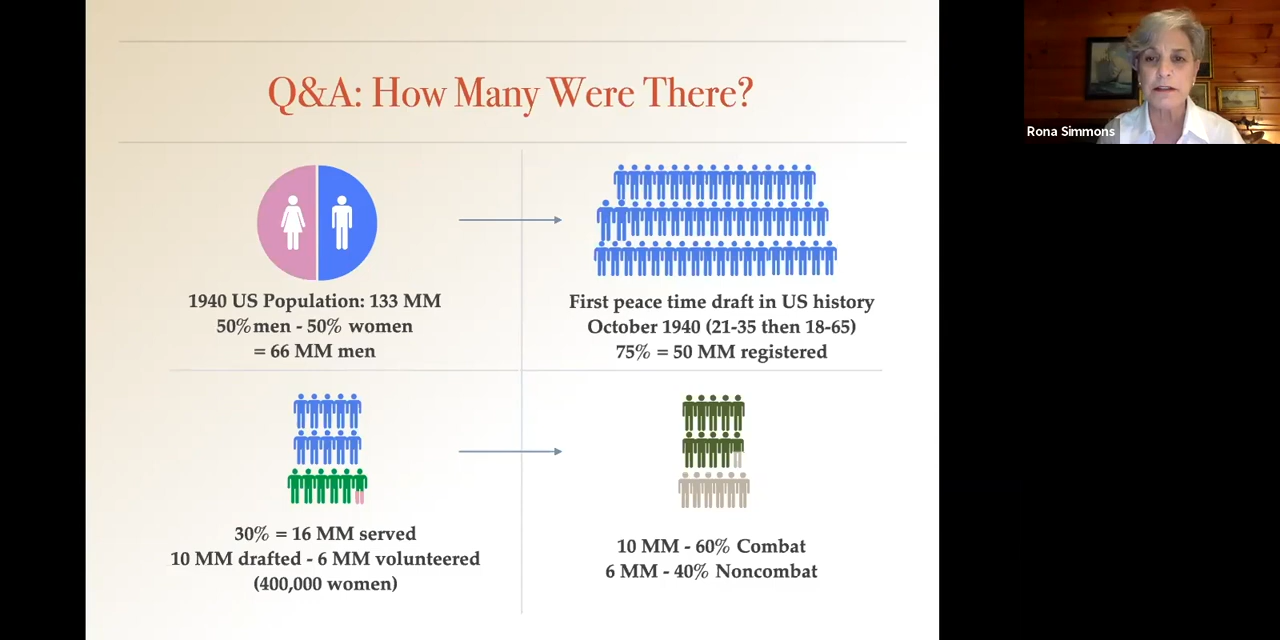 Q&A: How Many Were There?
Rona Simmons
1940 US Population: 133 MM
50%men - 50% women
= 66 MM men
First peace time draft in US history
October 1940 (21-35 then 18-65)
75% = 50 MM registered
30% = 16 MM served
10 MM drafted - 6 MM volunteered
(400,000 women)
10 MM - 60% Combat
6 MM - 40% Noncombat